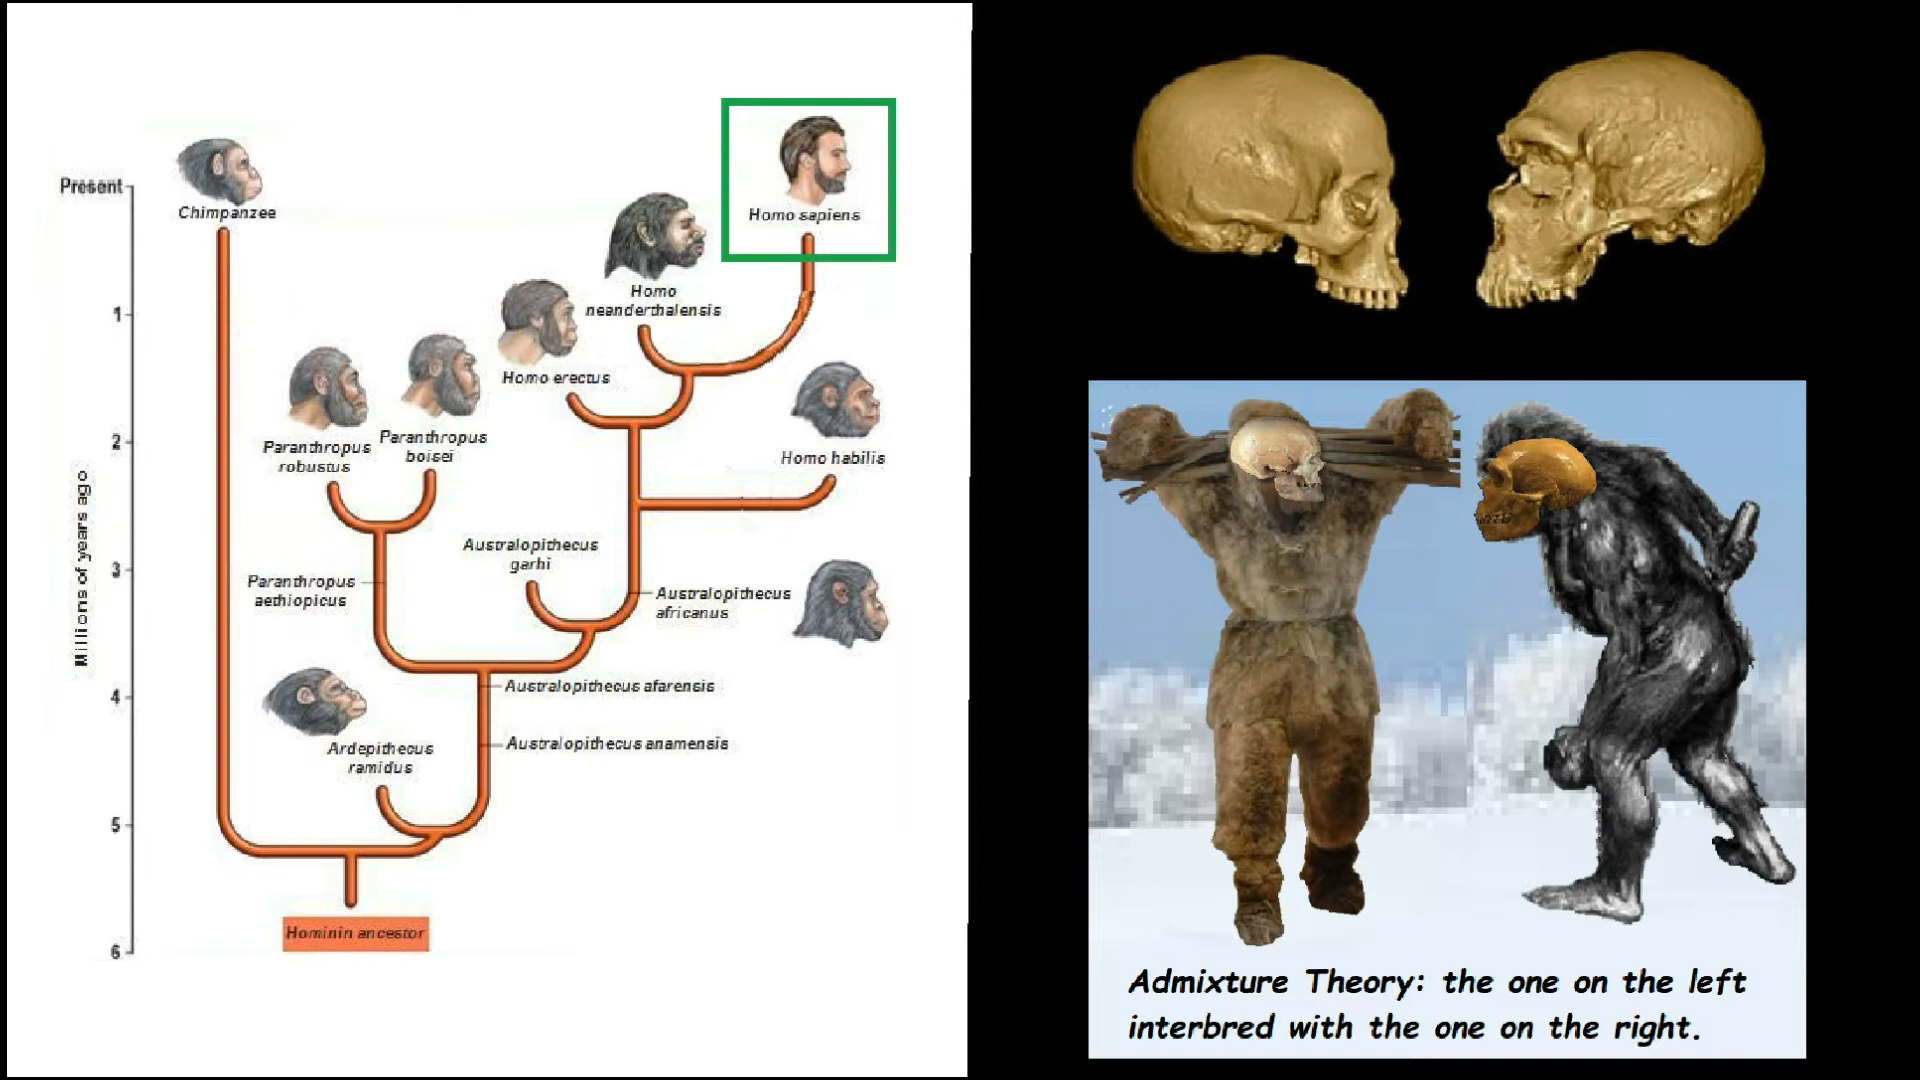 Present
Chimpanzee
Homo sapiens
Homo
neanderthalensis
1
Homo erectus
Paranthropus
robustus
Paranthropus
boisei
2
Homo habilis
Millions of years ago
Australopithecus
garhi
3
Paranthropus
aethiopicus
Australopithecus
africanus
Australopithecus afarensis
4
Ardepithecus
ramidus
Australopithecus anamensis
5
Hominin ancestor
6
Admixture Theory: the one on the left
interbred with the one on the right.